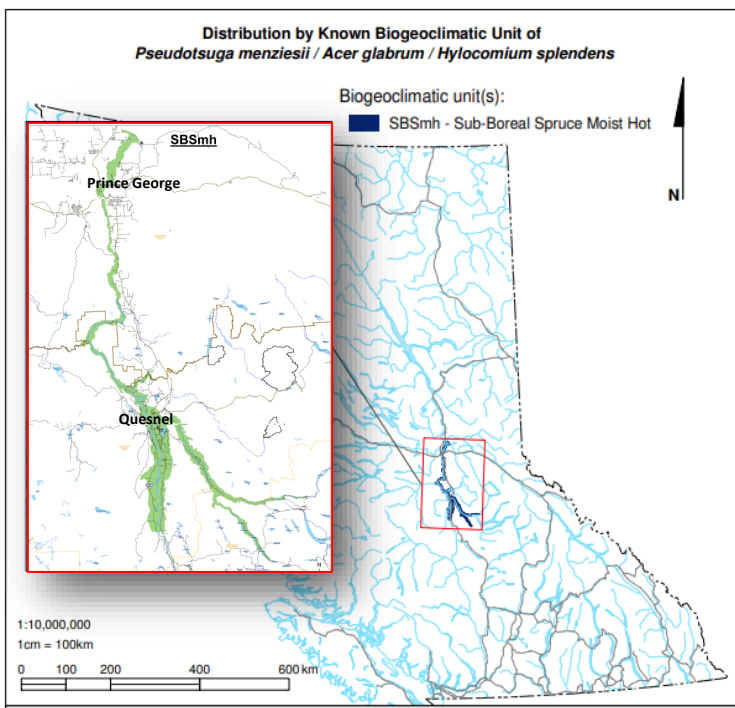 Distribution by Known Biogeoclimatic Unit of
Pseudotsuga menziesii / Acer glabrum / Hylocomium splendens
Biogeoclimatic unit(s):
SBSmh - Sub-Boreal Spruce Moist Hot
N
SBSmh
Prince George
Quesnel
N
1:10,000,000
1cm = 100km
0 100 200 400 600 km